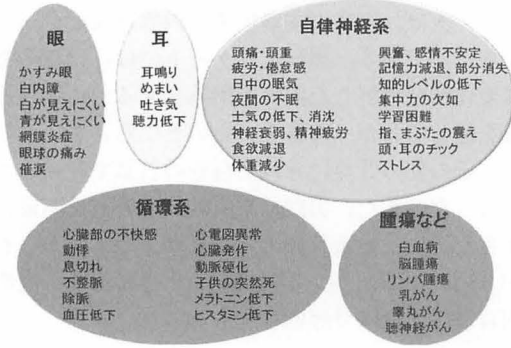 眼
かすみ眼
白内障
白が見えにくい
青が見えにくい
網膜炎症
眼球の痛み
催涙
耳
耳鳴り
めまい
吐き気
聴力低下
自律神経系
頭痛・頭重
疲労・倦怠感
日中の眠気
夜間の不眠
士気の低下、消沈
神経衰弱、精神疲労
食欲減退
体重減少
興奮、感情不安定
記憶力減退、部分消失
知的レベルの低下
集中力の欠如
学習困難
指、まぶたの震え
頭・耳のチック
ストレス
循環系
心臓部の不快感
動悸
息切れ
不整脈
除脈
血圧低下
心電図異常
心臓発作
動脈硬化
子供の突然死
メラトニン低下
ヒスタミン低下
腫瘍など
白血病
脳腫瘍
リンパ腫瘍
乳がん
睾丸がん
聴神経がん